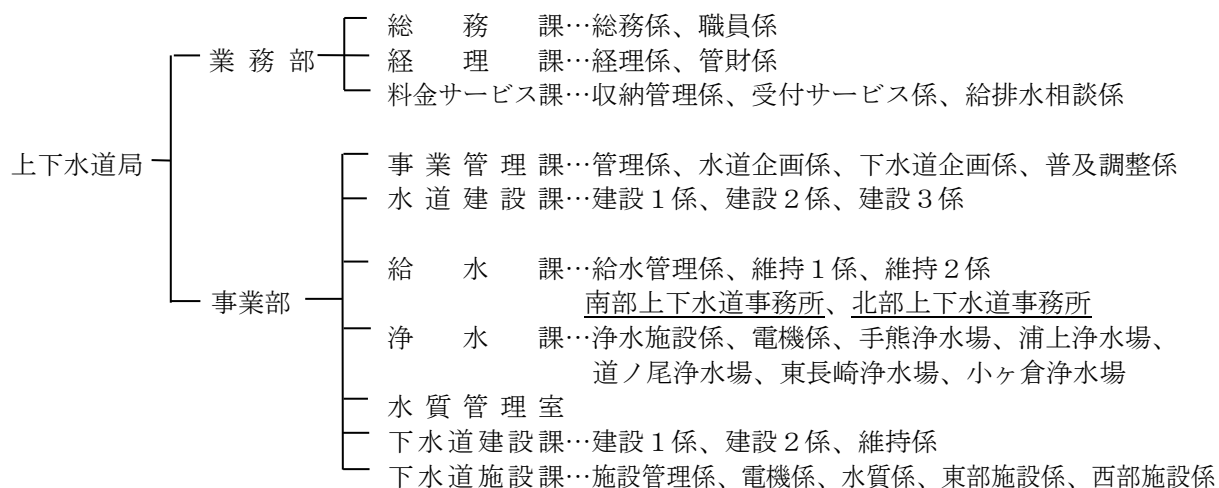 総務課…総務係、職員係
業務部 経理課…経理係、管財係
料金サービス課…収納管理係、受付サービス係、給排水相談係
上下水道局 事業管理課…管理係、水道企画係、下水道企画係、普及調整係
水道建設課…建設1係、建設2係、建設3係
給水課…給水管理係、維持1係、維持2係
事業部 南部上下水道事務所、北部上下水道事務所
浄水課…浄水施設係、電機係、手熊浄水場、浦上浄水場、
道ノ尾浄水場、東長崎浄水場、小ヶ倉浄水場
水質管理室
下水道建設課…建設1係、建設2係、維持係
下水道施設課…施設管理係、電機係、水質係、東部施設係、西部施設係